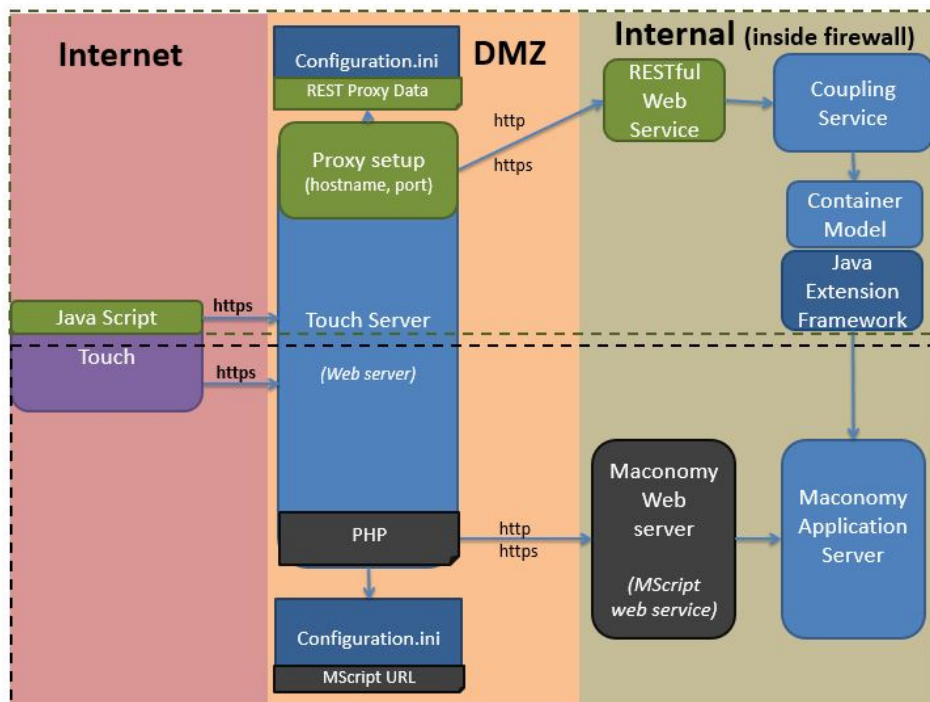 Internet
DMZ
Internal (inside firewall)
Configuration.ini
REST Proxy Data
Proxy setup
(hostname, port)
http
https
RESTful
Web
Service
Coupling
Service
Container
Model
Java
Extension
Framework
Java Script
https
Touch Server
Touch
https
(Web server)
PHP
http
https
Maconomy
Web
server
(MScript
web service)
Maconomy
Application
Server
Configuration.ini
MScript URL